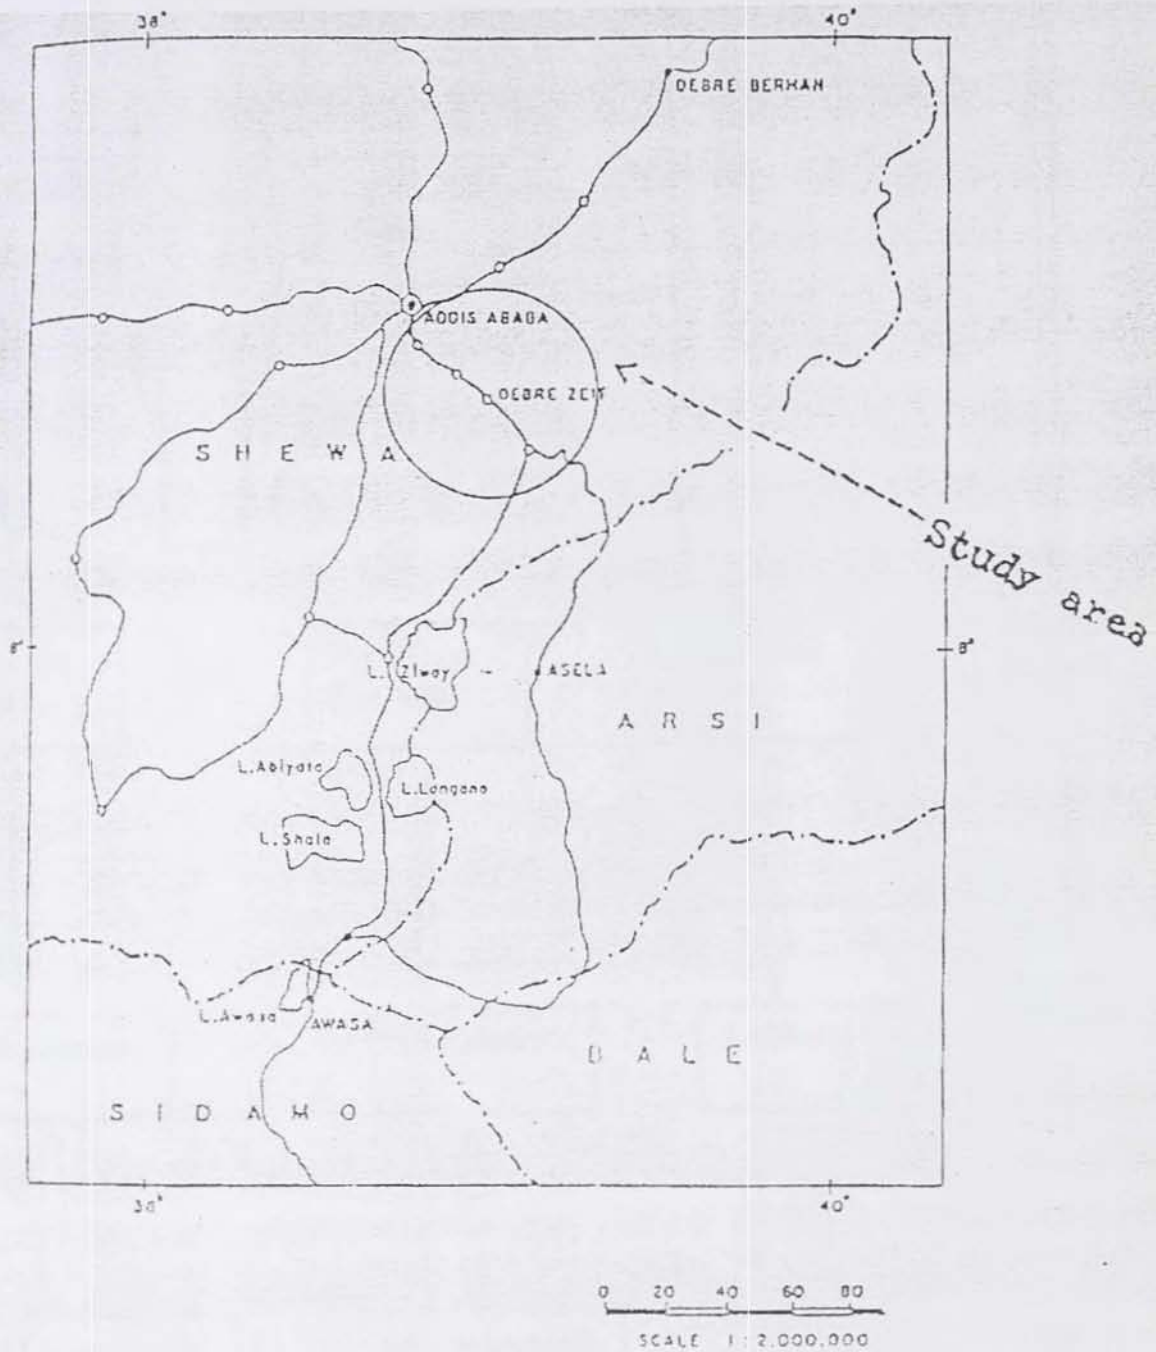 38°
40°
DEBRE BERHAN
ADDIS ABABA
DEBRE ZEIT
S H E W A
Study area
8°
8°
L. Ziway
ASELA
A R S I
L.Abiyata
L.Langano
L.Shala
L.Awasa
AWASA
B A L E
S I D A M O
38°
40°
0 20 40 60 80
SCALE 1:2,000,000